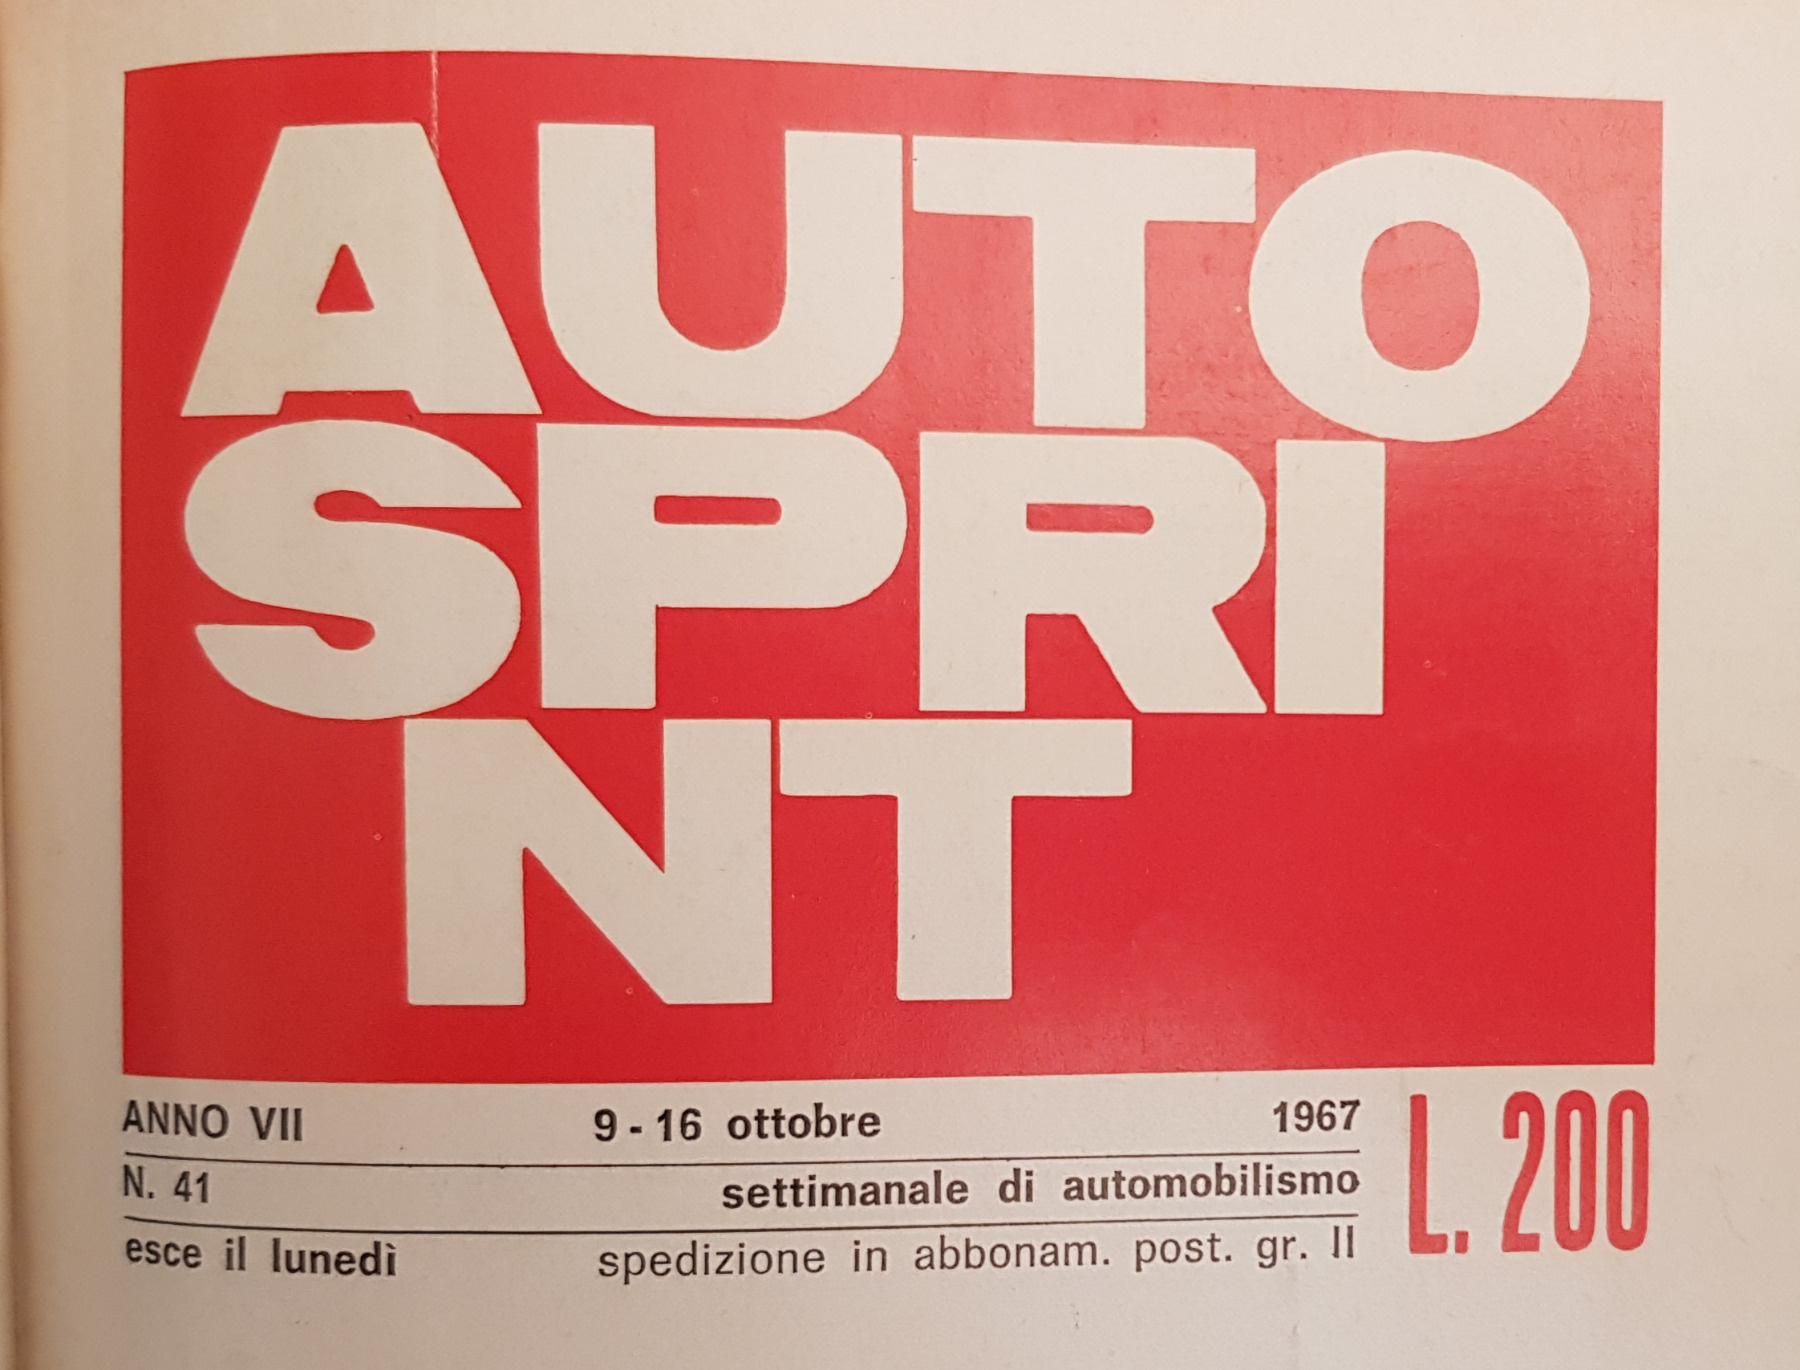 AUTO
SPRI
NT
ANNO VII 9 - 16 ottobre 1967
N. 41 settimanale di automobilismo
esce il lunedì spedizione in abbonam. post. gr. II
L. 200